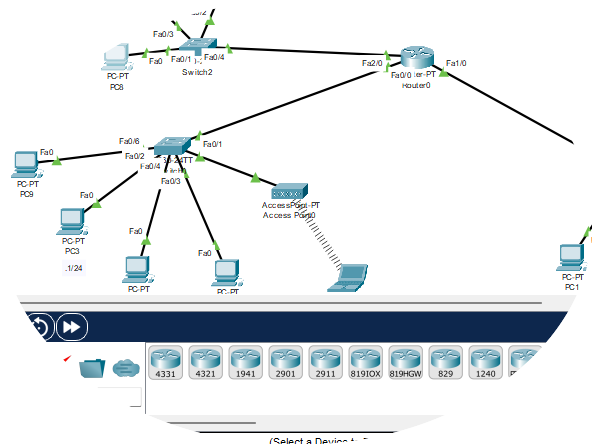 Fa0/3
Fa0
Fa0/1
Fa0/4
Switch2
PC-PT
PC8
Fa2/0
Fa0/0
Fa1/0
Router0
Fa0/6
Fa0/1
Fa0
Fa0/2
Fa0/4
Fa0/3
PC-PT
PC9
Fa0
AccessPoint-PT
Access Point0
PC-PT
PC3
.1/24
Fa0
Fa0
PC-PT
PC-PT
PC-PT
PC1
4331
4321
1941
2901
2911
819IOX
819HGW
829
1240
(Select a Device to